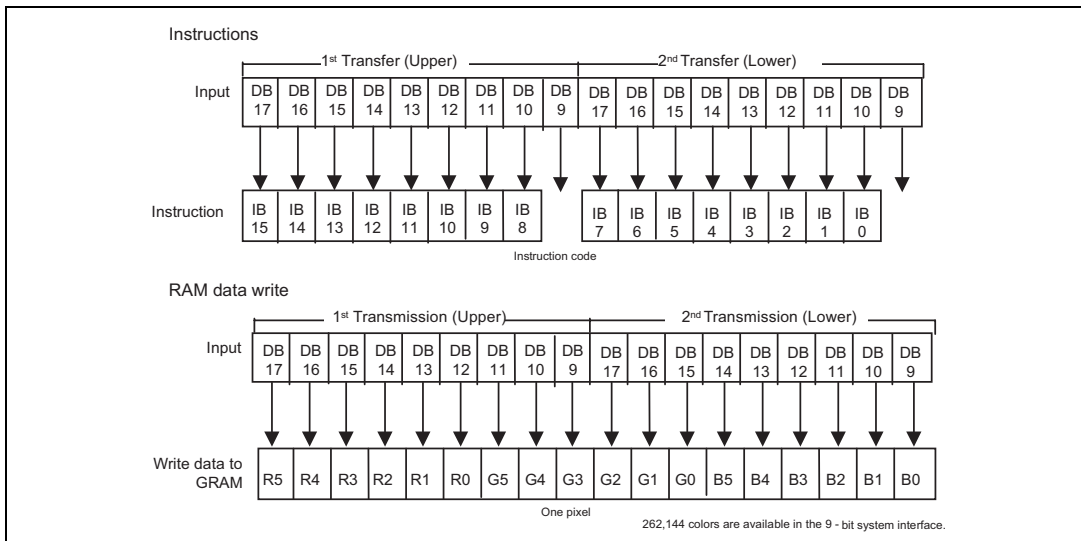 Instructions
1st Transfer (Upper) 2nd Transfer (Lower)
Input DB 17 DB 16 DB 15 DB 14 DB 13 DB 12 DB 11 DB 10 DB 9 DB 17 DB 16 DB 15 DB 14 DB 13 DB 12 DB 11 DB 10 DB 9
Instruction IB 15 IB 14 IB 13 IB 12 IB 11 IB 10 IB 9 IB 8 IB 7 IB 6 IB 5 IB 4 IB 3 IB 2 IB 1 IB 0
Instruction code
RAM data write
1st Transmission (Upper) 2nd Transmission (Lower)
Input DB 17 DB 16 DB 15 DB 14 DB 13 DB 12 DB 11 DB 10 DB 9 DB 17 DB 16 DB 15 DB 14 DB 13 DB 12 DB 11 DB 10 DB 9
Write data to
GRAM R5 R4 R3 R2 R1 R0 G5 G4 G3 G2 G1 G0 B5 B4 B3 B2 B1 B0
One pixel
262,144 colors are available in the 9 - bit system interface.